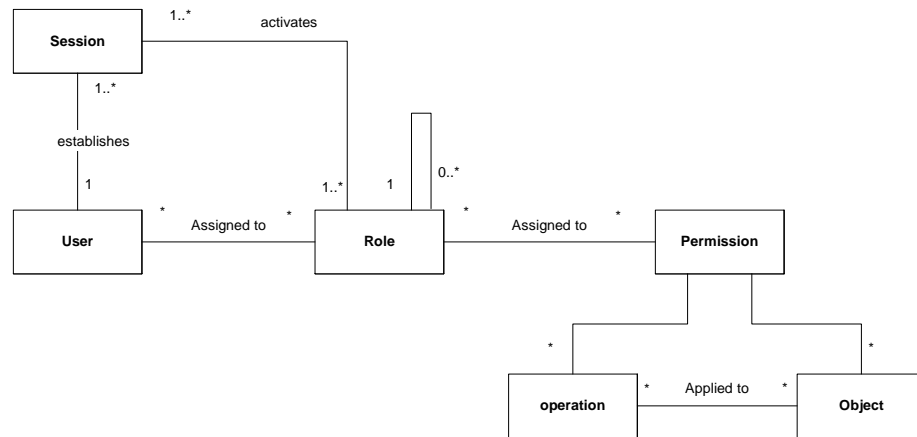 1..*
activates
Session
1..*
establishes
0..*
1
1..*
1
*
Assigned to
*
*
Assigned to
*
User
Role
Permission
*
*
*
Applied to
*
operation
Object